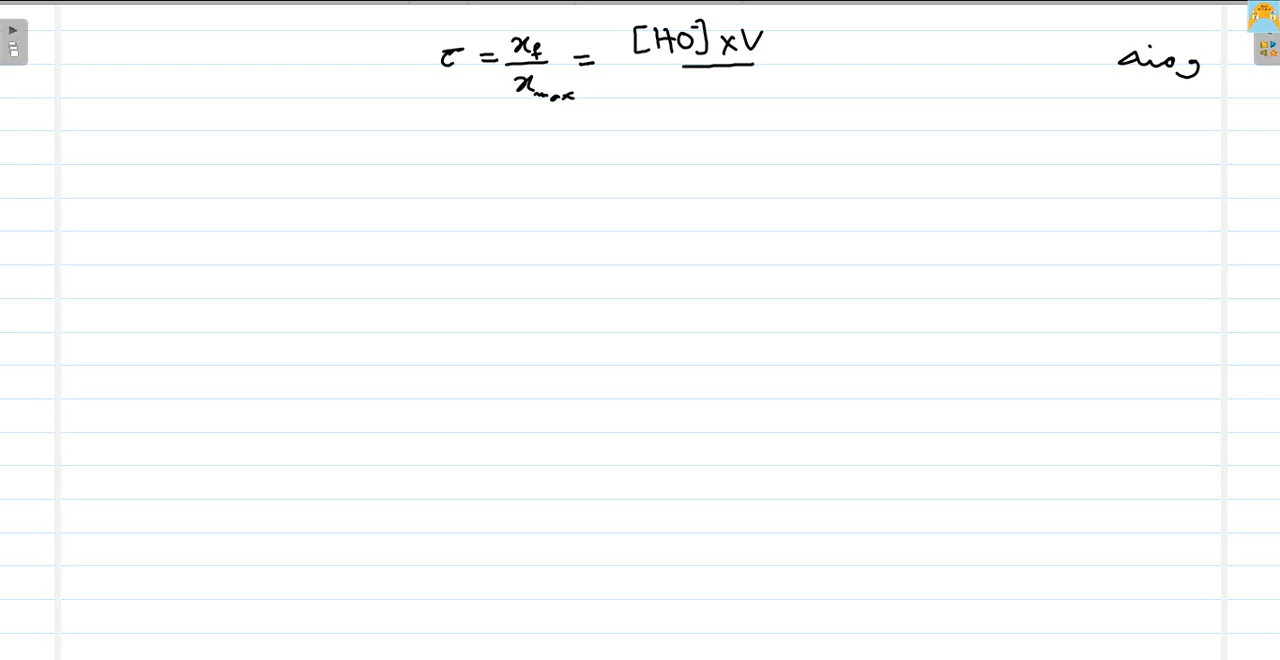 ومنه
τ = x_f / x_max = [HO⁻] × V /